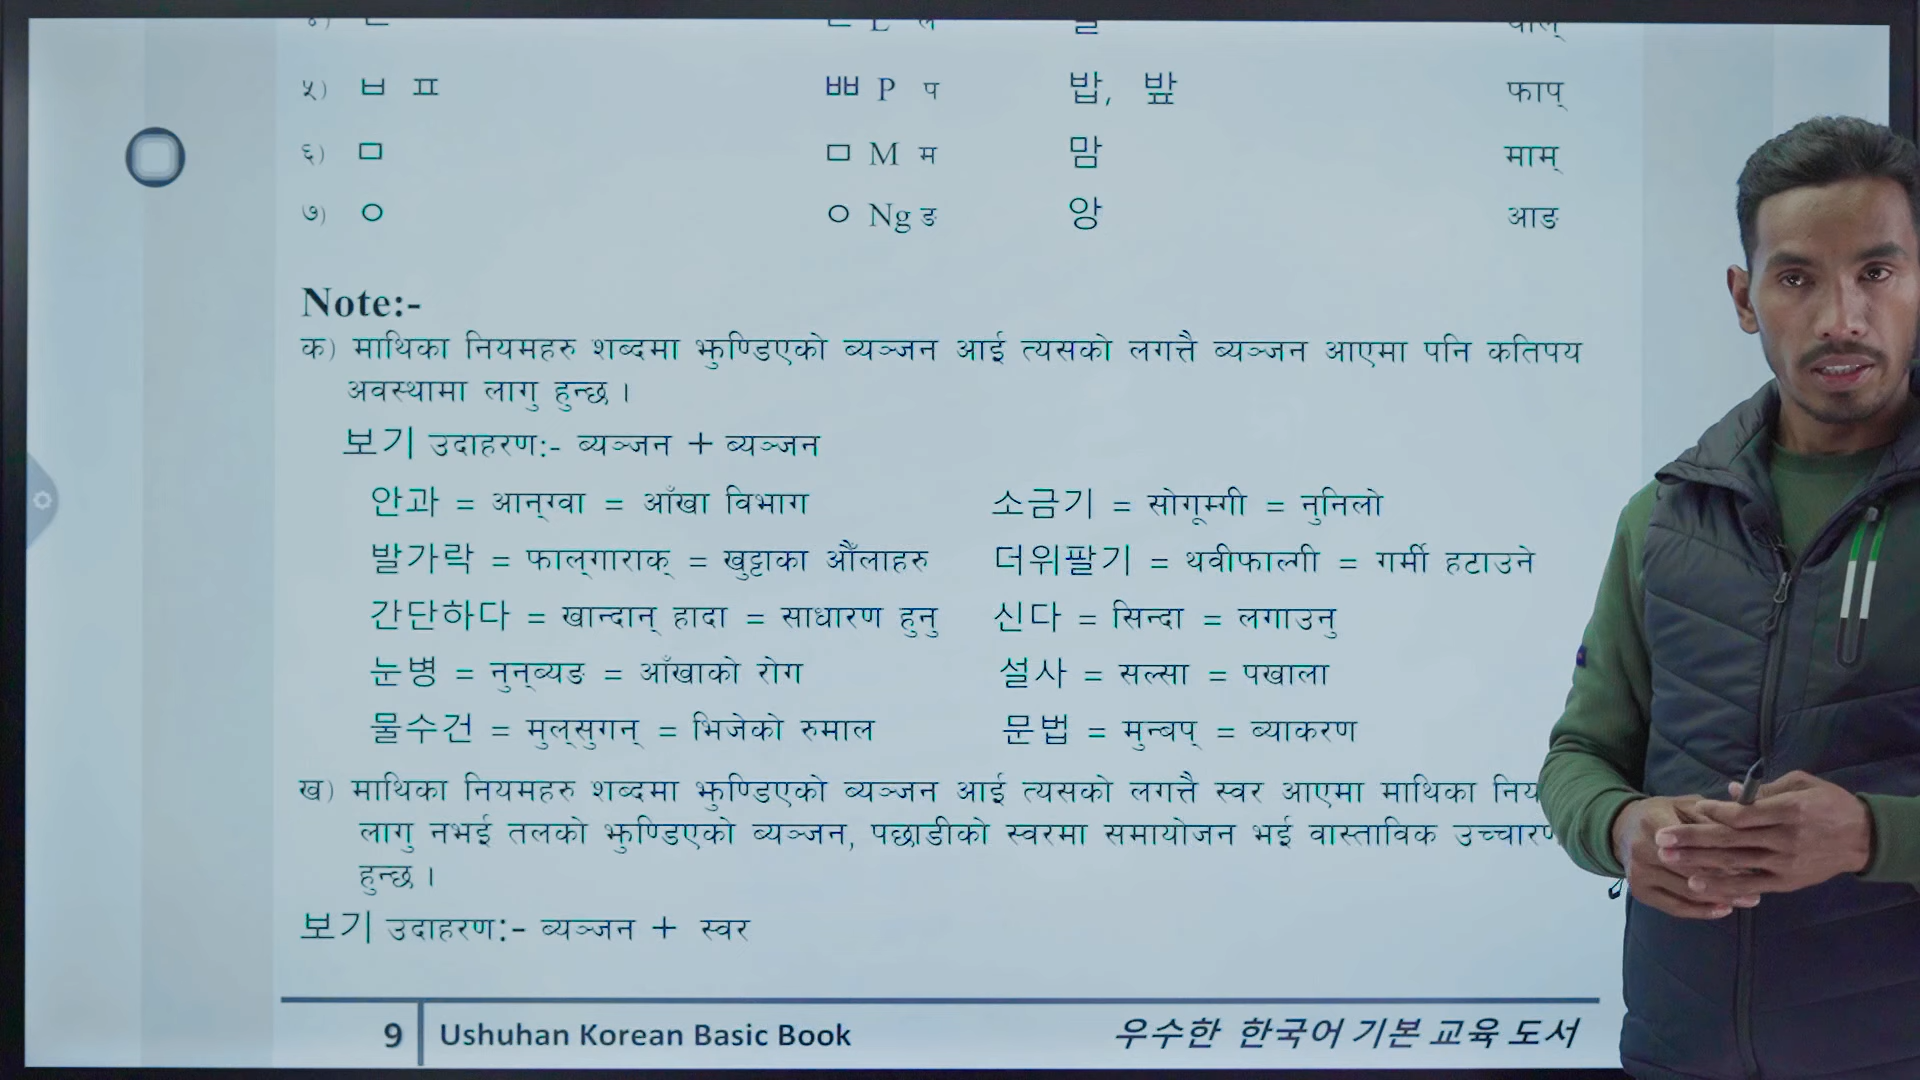 ५) ㅂ ㅍ ㅃ P प 밥, 밮 फाप्
६) ㅁ ㅁ M म 맘 माम्
७) ㅇ ㅇ Ng ङ 앙 आङ
Note:-
क) माथिका नियमहरु शब्दमा झुण्डिएको ब्यञ्जन आई त्यसको लगत्तै ब्यञ्जन आएमा पनि कतिपय
अवस्थामा लागु हुन्छ ।
보기 उदाहरण:- ब्यञ्जन + ब्यञ्जन
안과 = आन्ग्वा = आँखा विभाग 소금기 = सोगूम्गी = नुनिलो
발가락 = फाल्गाराक् = खुट्टाका औँलाहरु 더위팔기 = थवीफाल्गी = गर्मी हटाउने
간단하다 = खान्दान् हादा = साधारण हुनु 신다 = सिन्दा = लगाउनु
눈병 = नुन्ब्यङ = आँखाको रोग 설사 = सल्सा = पखाला
물수건 = मुल्सुगन् = भिजेको रुमाल 문법 = मुन्बप् = ब्याकरण
ख) माथिका नियमहरु शब्दमा झुण्डिएको ब्यञ्जन आई त्यसको लगत्तै स्वर आएमा माथिका
लागु नभई तलको झुण्डिएको ब्यञ्जन, पछाडीको स्वरमा समायोजन भई वास्ताविक उच्चारण
हुन्छ ।
보기 उदाहरण:- ब्यञ्जन + स्वर
9 Ushuhan Korean Basic Book 우수한 한국어 기본 교육 도서